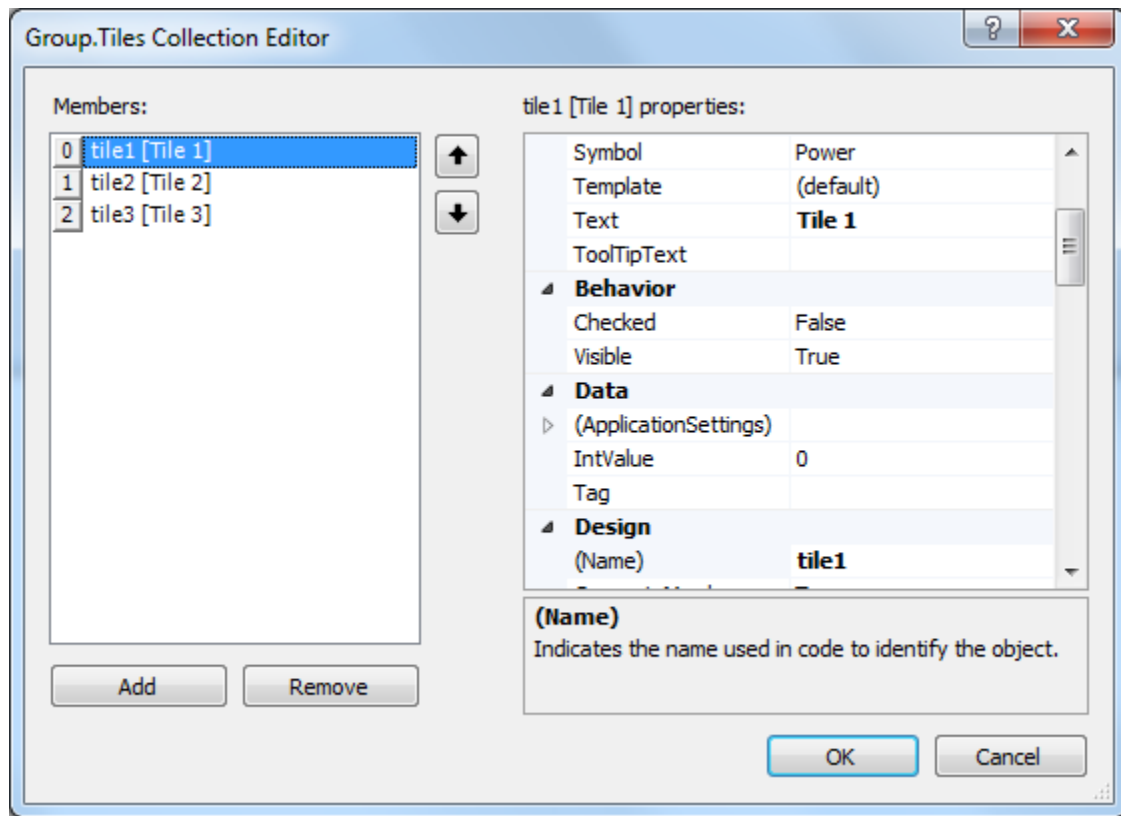 Group.Tiles Collection Editor
Members:
0 tile1 [Tile 1]
1 tile2 [Tile 2]
2 tile3 [Tile 3]
Add Remove
tile1 [Tile 1] properties:
Symbol Power
Template (default)
Text Tile 1
ToolTipText
Behavior
Checked False
Visible True
Data
(ApplicationSettings)
IntValue 0
Tag
Design
(Name) tile1
(Name)
Indicates the name used in code to identify the object.
OK Cancel